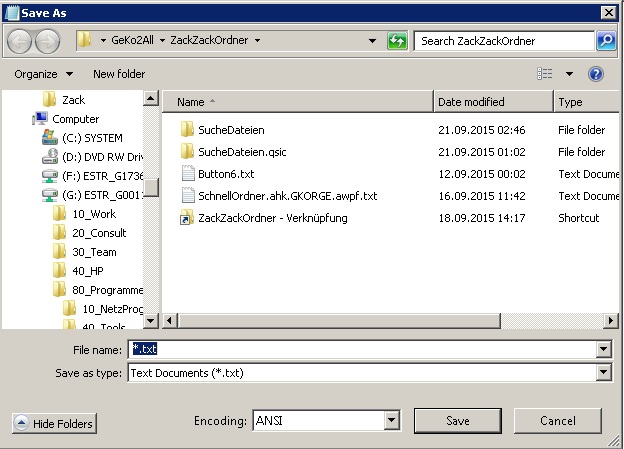 Save As
GeKo2All ZackZackOrdner
Search ZackZackOrdner
Organize New folder
Zack
Computer
(C:) SYSTEM
(D:) DVD RW Driv
(F:) ESTR_G1736
(G:) ESTR_G0011
10_Work
20_Consult
30_Team
40_HP
80_Programme
10_NetzProg
40_Tools
Name Date modified Type
SucheDateien 21.09.2015 02:46 File folder
SucheDateien.qsic 21.09.2015 01:02 File folder
Button6.txt 12.09.2015 00:02 Text Docume
SchnellOrdner.ahk.GKORGE.awpf.txt 16.09.2015 11:42 Text Docume
ZackZackOrdner - Verknüpfung 18.09.2015 14:17 Shortcut
File name: *.txt
Save as type: Text Documents (*.txt)
Hide Folders
Encoding: ANSI
Save
Cancel